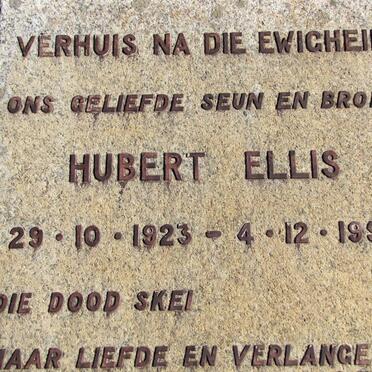 VERHUIS NA DIE EWIGHEI
ONS GELIEFDE SEUN EN BRO
HUBERT ELLIS
29 · 10 · 1923 – 4 · 12 · 19
DIE DOOD SKEI
MAAR LIEFDE EN VERLANGE